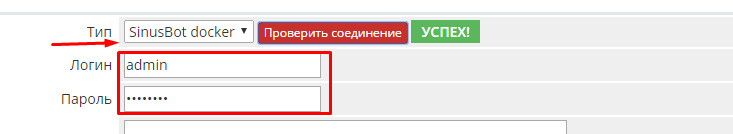 Тип SinusBot docker Проверить соединение УСПЕХ!
Логин admin
Пароль ••••••••